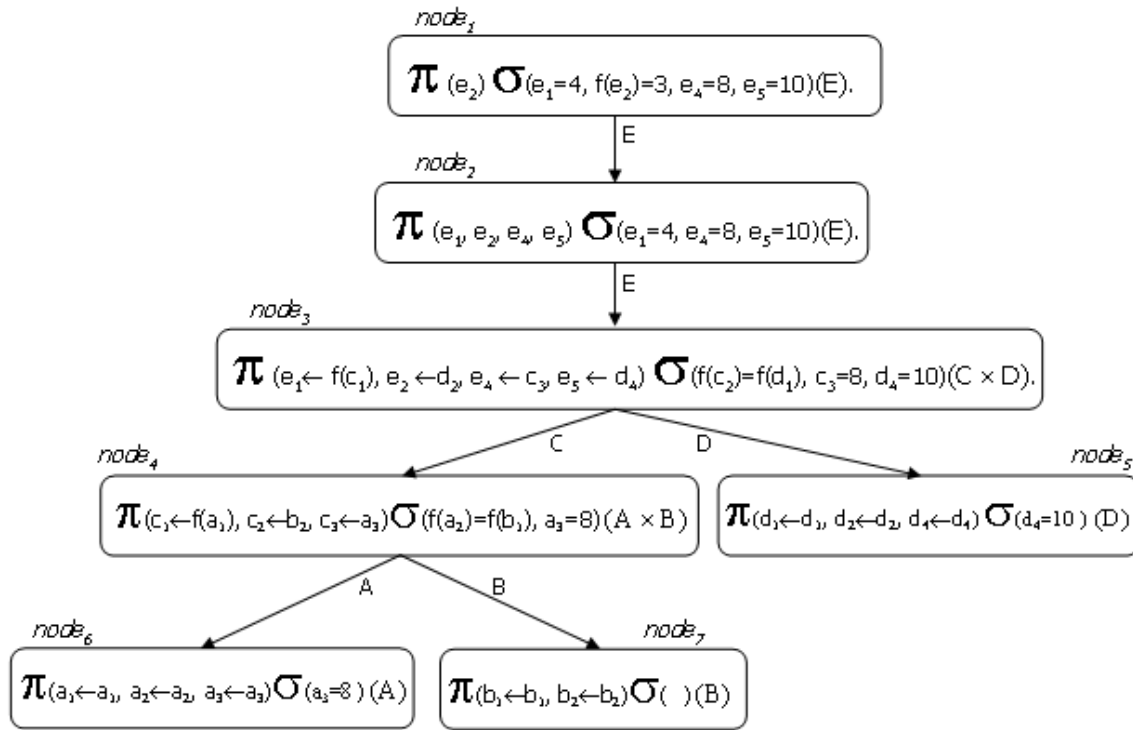 node₁
π (e₂) σ(e₁=4, f(e₂)=3, e₄=8, e₅=10)(E).
E
node₂
π (e₁, e₂, e₄, e₅) σ(e₁=4, e₄=8, e₅=10)(E).
E
node₃
π (e₁← f(c₁), e₂ ←d₂, e₄ ← c₃, e₅ ← d₄) σ(f(c₂)=f(d₁), c₃=8, d₄=10)(C × D).
C D
node₄ node₅
π(c₁←f(a₁), c₂←b₂, c₃←a₃)σ(f(a₂)=f(b₁), a₃=8)(A × B)
π(d₁←d₁, d₂←d₂, d₄←d₄) σ(d₄=10 ) (D)
A B
node₆ node₇
π(a₁←a₁, a₂←a₂, a₃←a₃)σ(a₃=8 ) (A)
π(b₁←b₁, b₂←b₂)σ( )(B)